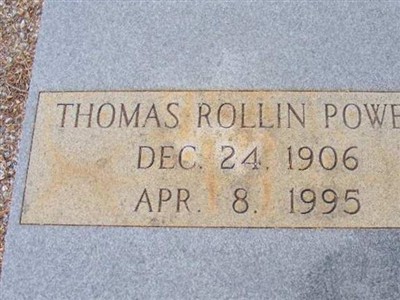 THOMAS ROLLIN POWE
DEC. 24. 1906
APR. 8. 1995